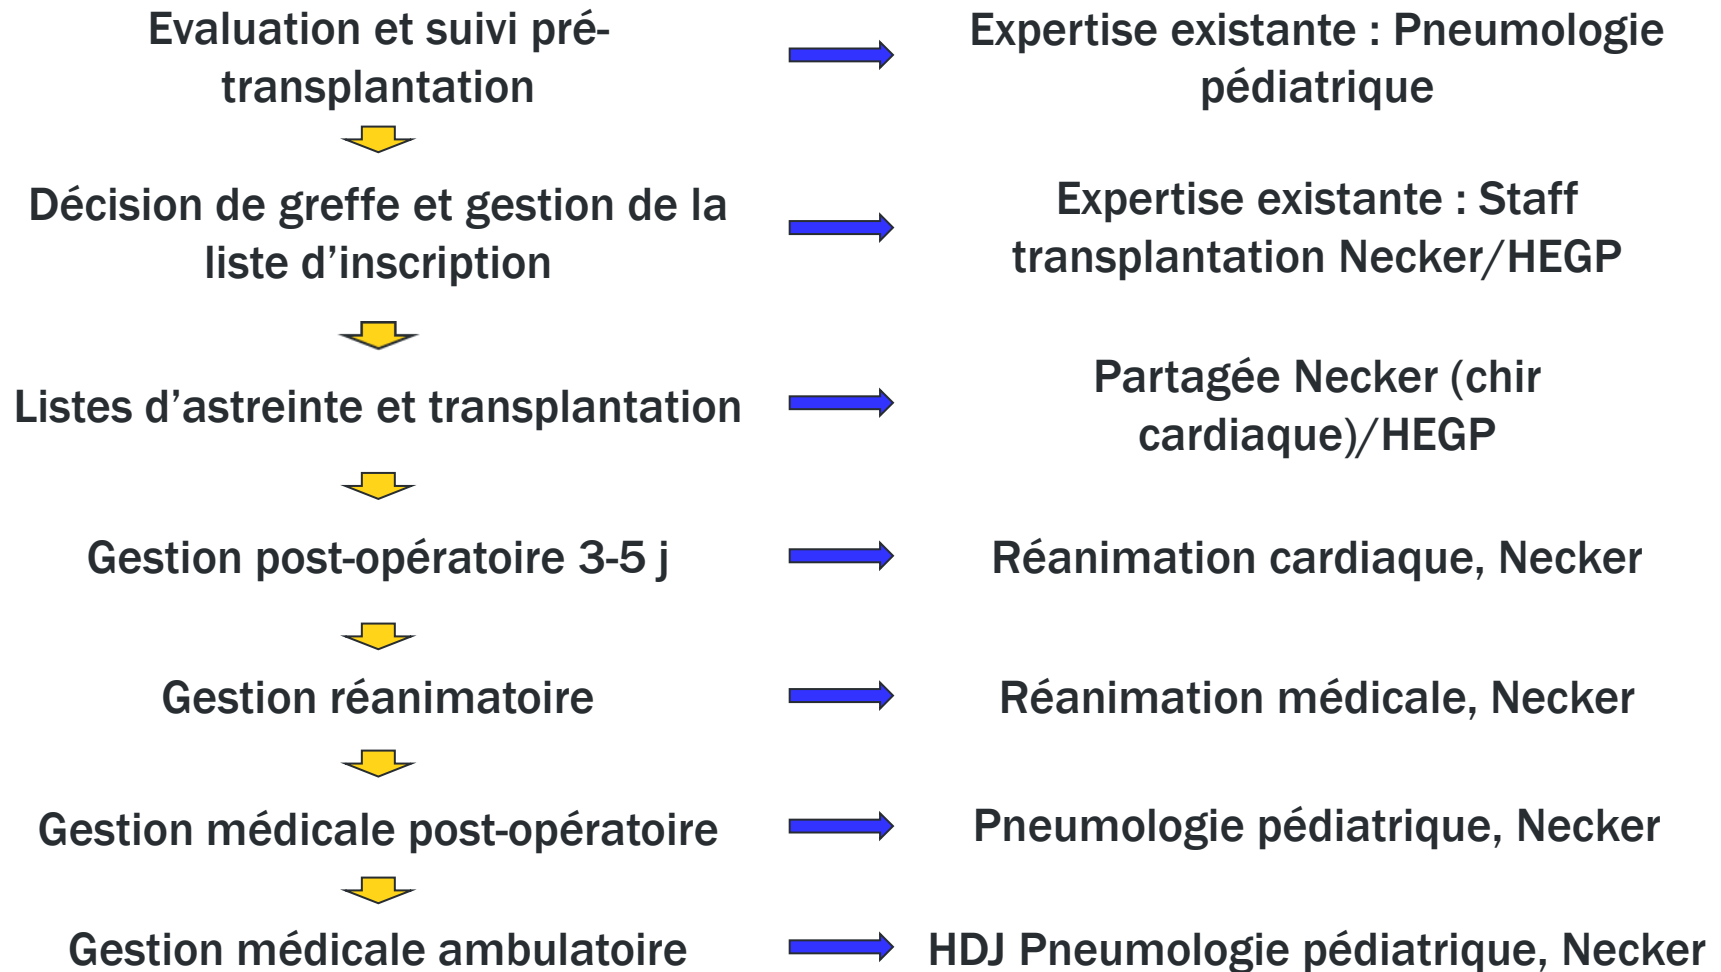 Evaluation et suivi pré-
transplantation
Expertise existante : Pneumologie
pédiatrique
Décision de greffe et gestion de la
liste d’inscription
Expertise existante : Staff
transplantation Necker/HEGP
Listes d’astreinte et transplantation
Partagée Necker (chir
cardiaque)/HEGP
Gestion post-opératoire 3-5 j
Réanimation cardiaque, Necker
Gestion réanimatoire
Réanimation médicale, Necker
Gestion médicale post-opératoire
Pneumologie pédiatrique, Necker
Gestion médicale ambulatoire
HDJ Pneumologie pédiatrique, Necker